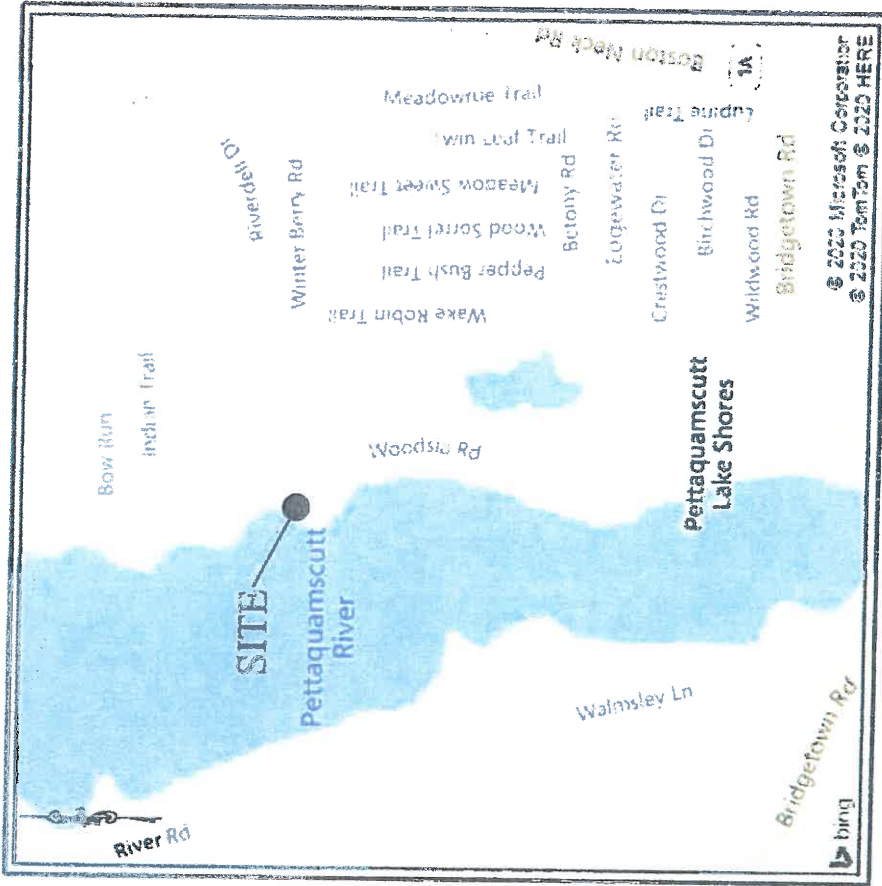 Boston Neck Rd
1A
Meadowrue Trail
Lupine Trail
Twin Leaf Trail
Meadow Sweet Trail
Wood Sorrel Trail
Pepper Bush Trail
Wake Robin Trail
Riverdell Dr
Winter Berry Rd
Betony Rd
Edgewater Rd
Crestwood Dr
Birchwood Dr
Wildwood Rd
Bridgetown Rd
© 2020 Microsoft Corporation
© 2020 TomTom © 2020 HERE
Bow Run
Indian Trail
Woodsia Rd
Pettaquamscutt
Lake Shores
SITE
Pettaquamscutt
River
Walmsley Ln
River Rd
Bridgetown Rd
bing